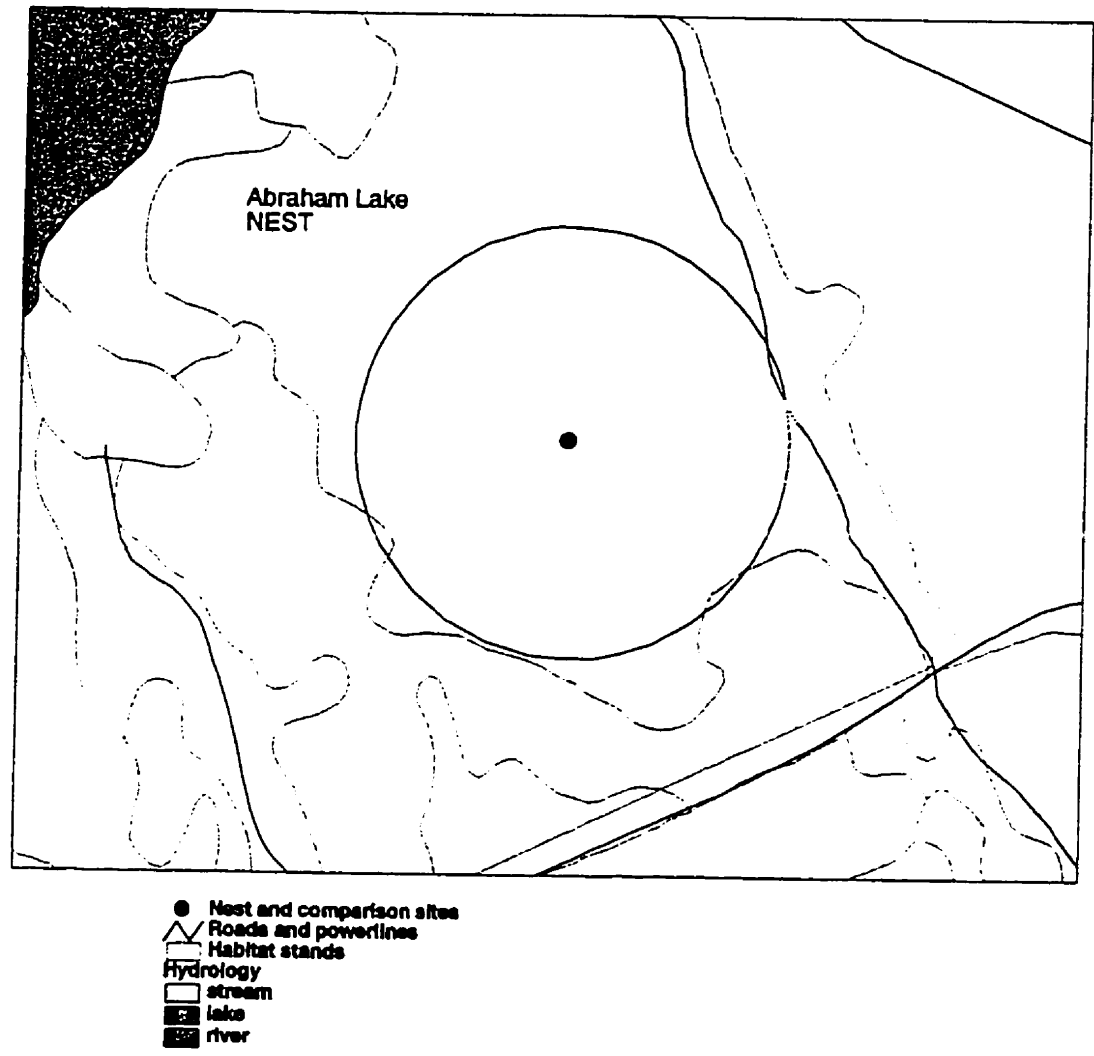 Abraham Lake
NEST
Nest and comparison sites
Roads and powerlines
Habitat stands
Hydrology
stream
lake
river